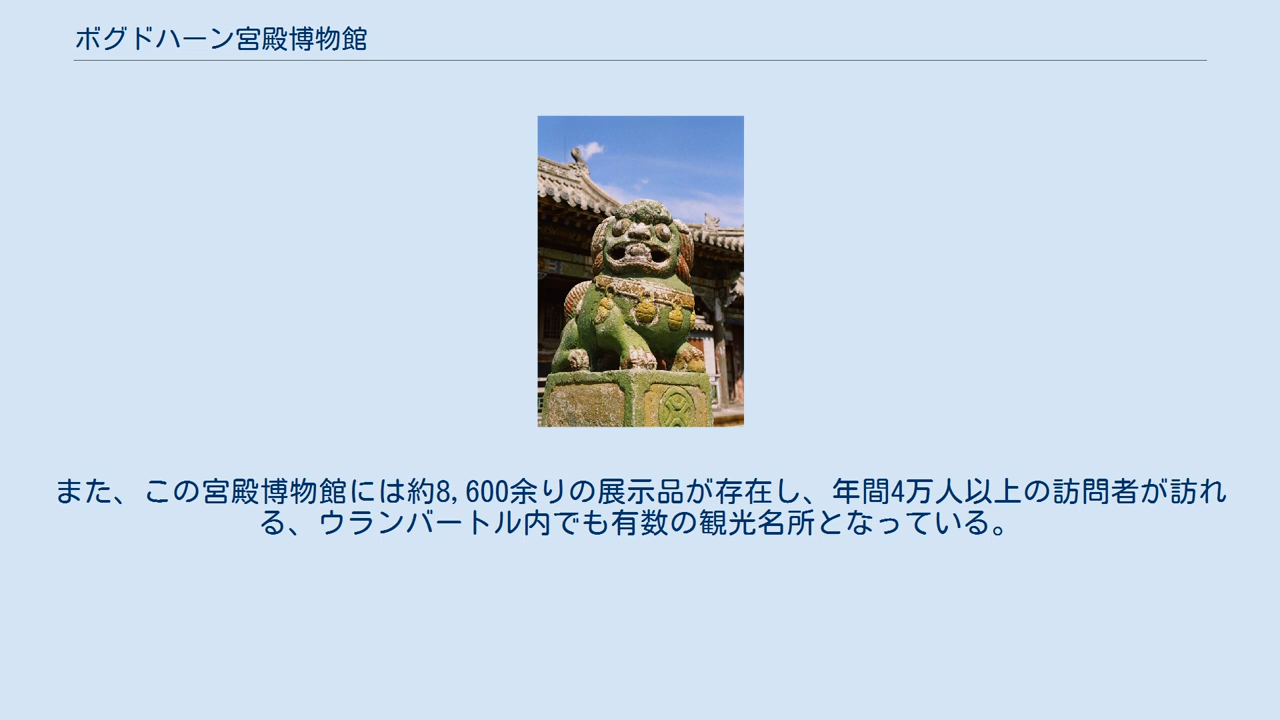 ボグドハーン宮殿博物館
また、この宮殿博物館には約8,600余りの展示品が存在し、年間4万人以上の訪問者が訪れ
る、ウランバートル内でも有数の観光名所となっている。